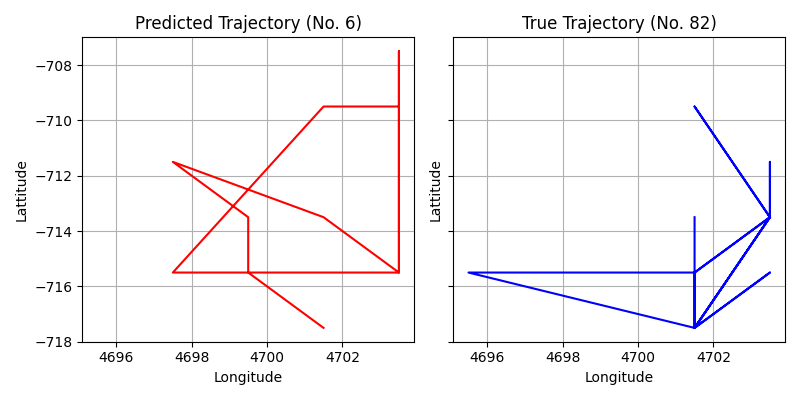 Predicted Trajectory (No. 6)
True Trajectory (No. 82)
−708
−710
−712
−714
−716
−718
Lattitude
Lattitude
4696 4698 4700 4702
4696 4698 4700 4702
Longitude
Longitude